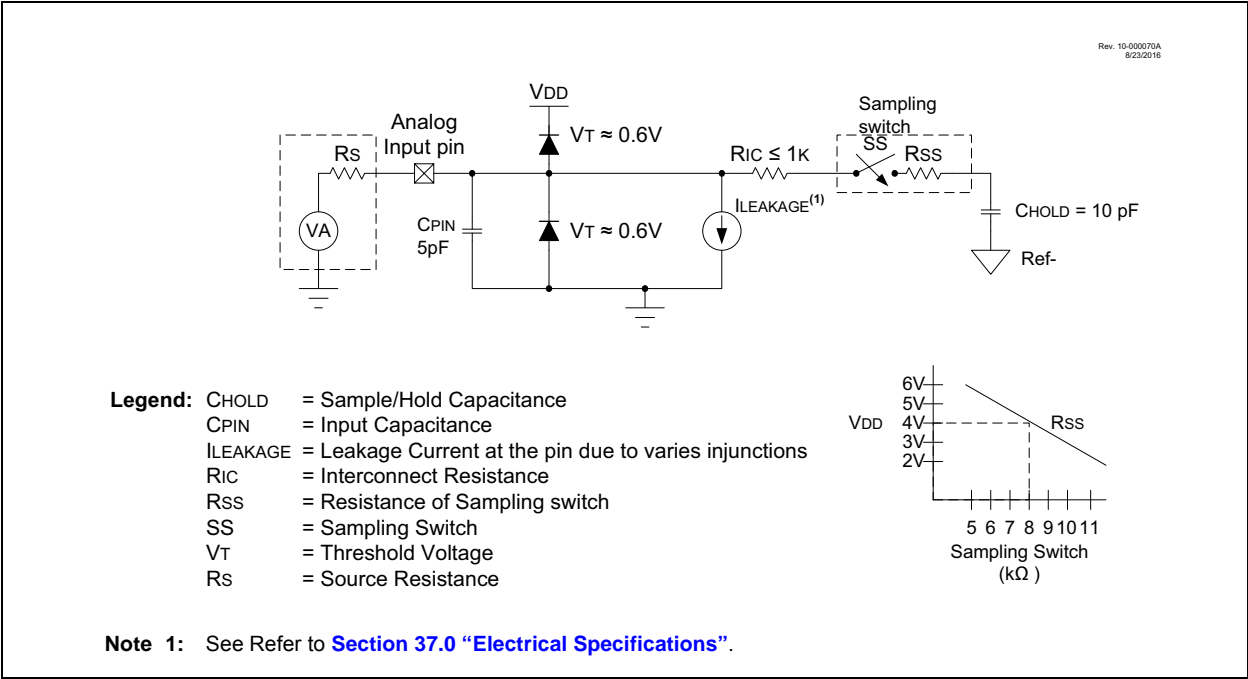 Rev. 10-000070A
8/23/2016
VDD
Sampling
switch
Analog
Input pin
VT ≈ 0.6V
RS
RIC ≤ 1K
SS
RSS
ILEAKAGE(1)
VA
CPIN
5pF
VT ≈ 0.6V
CHOLD = 10 pF
Ref-
Legend: CHOLD = Sample/Hold Capacitance
CPIN = Input Capacitance
ILEAKAGE = Leakage Current at the pin due to varies injunctions
RIC = Interconnect Resistance
RSS = Resistance of Sampling switch
SS = Sampling Switch
VT = Threshold Voltage
RS = Source Resistance
6V
5V
VDD 4V RSS
3V
2V
5 6 7 8 9 10 11
Sampling Switch
(kΩ )
Note 1: See Refer to Section 37.0 “Electrical Specifications”.